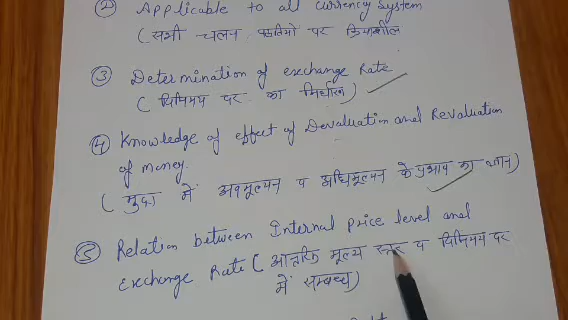 ② Applicable to all currency System
(सभी चलन पद्धतियों पर क्रियाशील
③ Determination of exchange Rate
(विनिमय दर का निर्धारण)
④ Knowledge of effect of Devaluation and Revaluation
of money.
(मुद्रा में अवमूल्यन व अधिमूल्यन के प्रभाव का ज्ञान)
⑤ Relation between Internal price level and
Exchange Rate (आन्तरिक मूल्य स्तर व विनिमय दर
में सम्बन्ध)